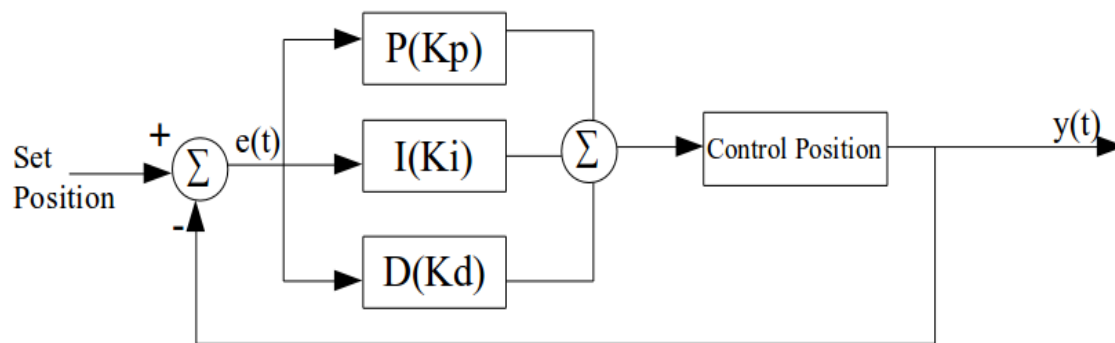 P(Kp)
+
e(t)
Set
Position
∑
I(Ki)
∑
Control Position
y(t)
-
D(Kd)